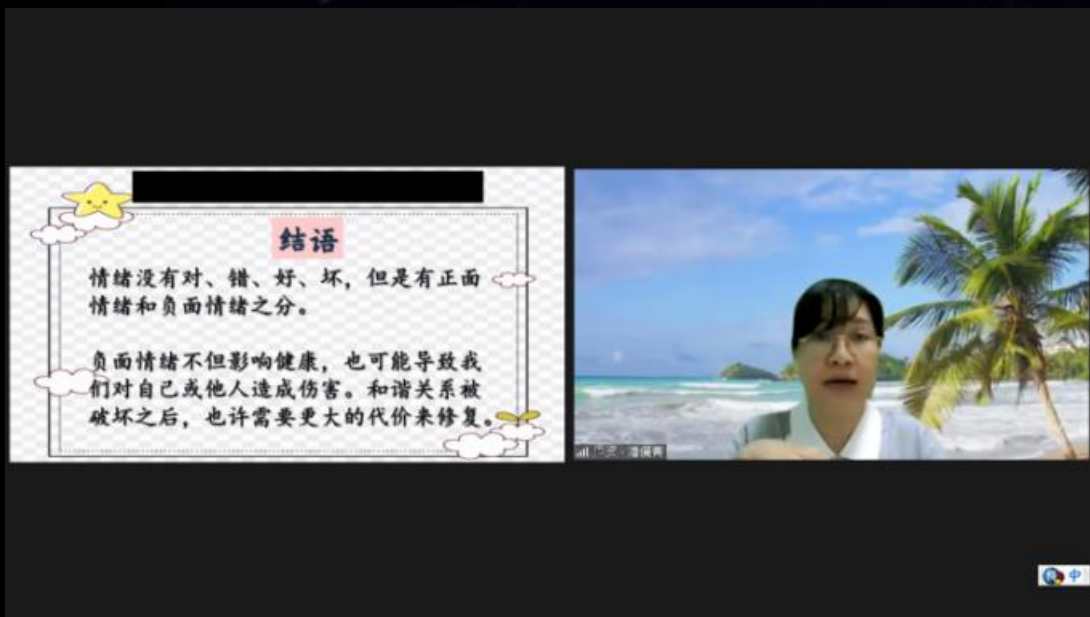 结语
情绪没有对、错、好、坏，但是有正面
情绪和负面情绪之分。
负面情绪不但影响健康，也可能导致我
们对自己或他人造成伤害。和谐关系被
破坏之后，也许需要更大的代价来修复。
中